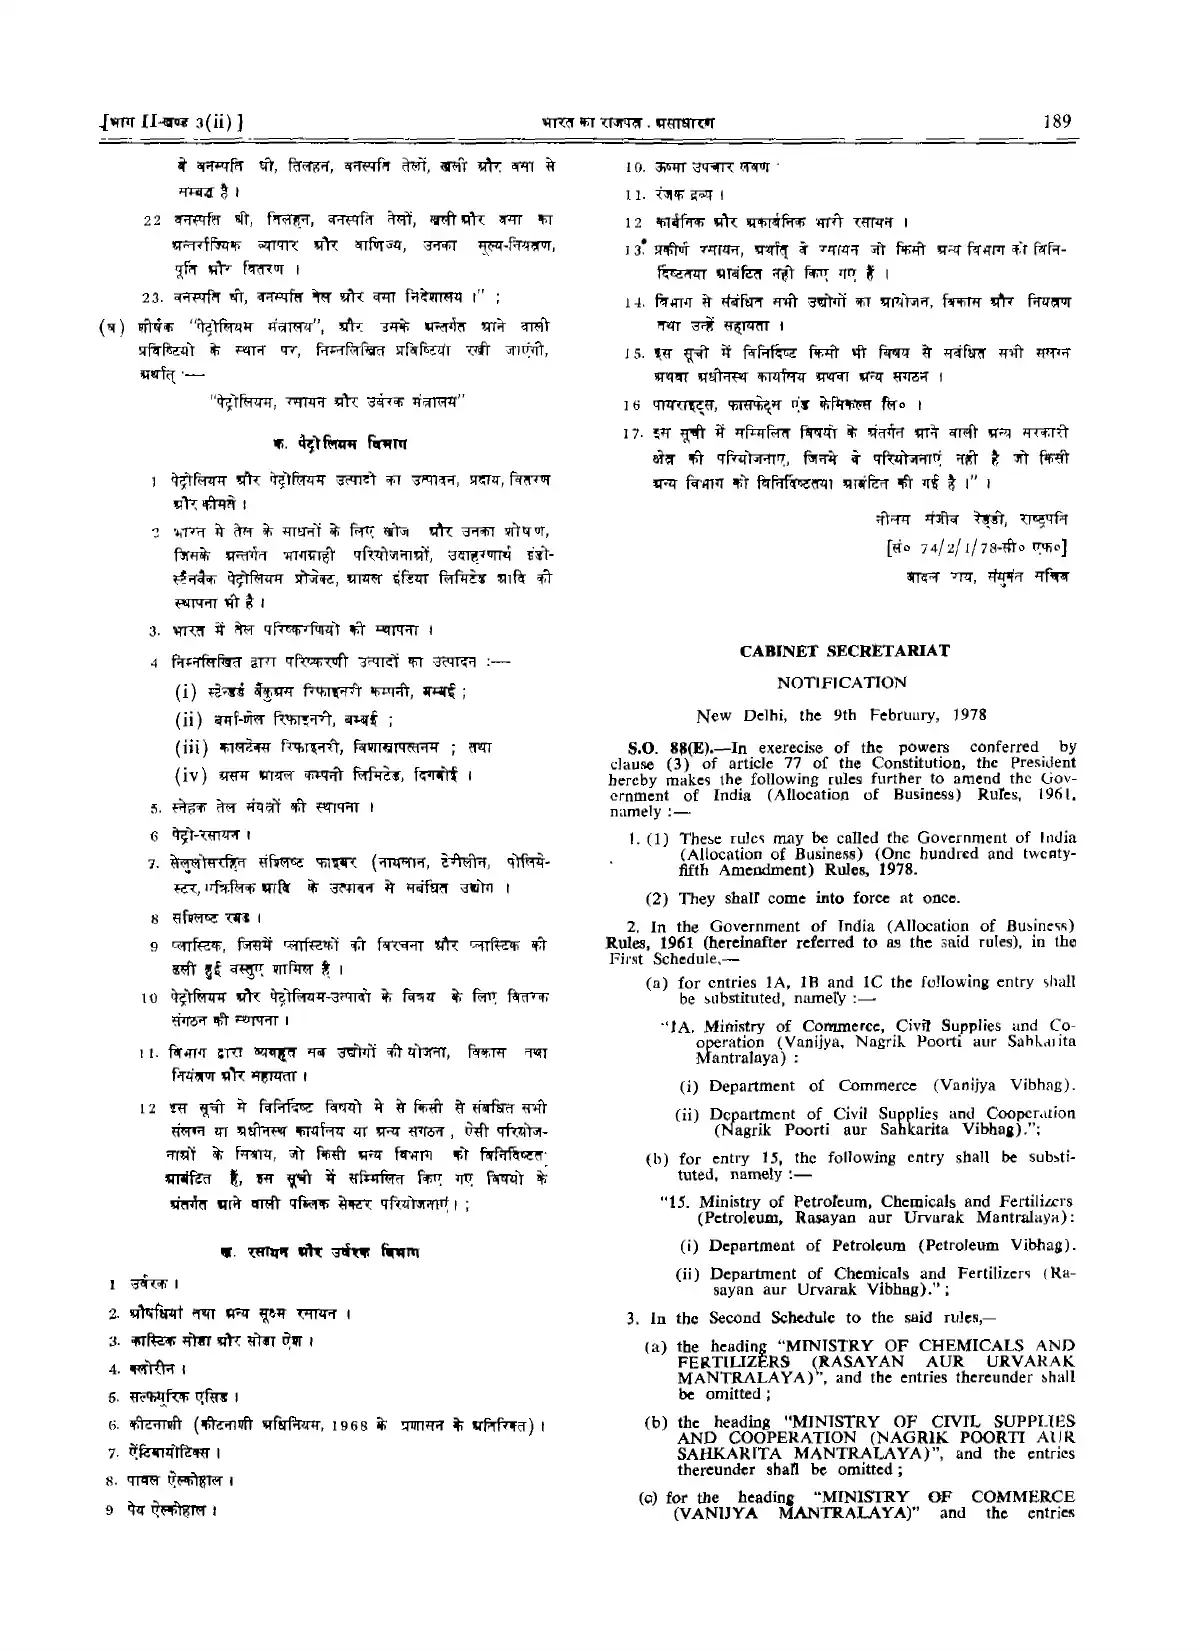 [भाग II-खण्ड 3(ii)]
भारत का राजपत्र : असाधारण
189
वे वनस्पति घी, तिलहन, वनस्पति तेलों, खली और वसा से
सम्बद्ध है ।
22 वनस्पति घी, तिलहन, वनस्पति तेलों, खली और वसा का
अन्तर्राज्यिक व्यापार और वाणिज्य, उनका मूल्य-नियंत्रण,
पूर्ति और वितरण ।
23. वनस्पति घी, वनस्पति तेल और वसा निदेशालय ।" ;
(घ) शीर्षक "पेट्रोलियम मंत्रालय", और उसके अन्तर्गत आने वाली
प्रविष्टियों के स्थान पर, निम्नलिखित प्रविष्टियां रखी जाएंगी,
अर्थात् :—
"पेट्रोलियम, रसायन और उर्वरक मंत्रालय"
क. पेट्रोलियम विभाग
1 पेट्रोलियम और पेट्रोलियम उत्पादों का उत्पादन, प्रदाय, वितरण
और कीमतें ।
2 भारत में तेल के साधनों के लिए खोज और उनका शोषण,
जिसके अन्तर्गत भागग्राही परियोजनाओं, उदाहरणार्थ इंडो-
स्टैनवैक पेट्रोलियम प्रोजेक्ट, आयल इंडिया लिमिटेड आदि की
स्थापना भी है ।
3. भारत में तेल परिष्करणियों की स्थापना ।
4 निम्नलिखित द्वारा परिष्करणी उत्पादों का उत्पादन :—
(i) स्टेन्डर्ड वैकुअम रिफाइनरी कम्पनी, बम्बई ;
(ii) बर्मा-शेल रिफाइनरी, बम्बई ;
(iii) कालटेक्स रिफाइनरी, विशाखापत्तनम ; तथा
(iv) असम आयल कम्पनी लिमिटेड, दिगबोई ।
5. स्नेहक तेल संयंत्रों की स्थापना ।
6 पेट्रो-रसायन ।
7. सेलुलोसरहित संश्लिष्ट फाइबर (नायलान, टेरीलीन, पोलिये-
स्टर, एक्रिलिक आदि के उत्पादन से संबंधित उद्योग ।
8 संश्लिष्ट रबड़ ।
9 प्लास्टिक, जिसमें प्लास्टिकों की विरचना और प्लास्टिक की
ढली हुई वस्तुएं शामिल हैं ।
10 पेट्रोलियम और पेट्रोलियम-उत्पादों के विक्रय के लिए वितरक
संगठन की स्थापना ।
11. विभाग द्वारा व्यवहृत सब उद्योगों की योजना, विकास तथा
नियंत्रण और सहायता ।
12 इस सूची में विनिर्दिष्ट विषयों में से किसी से संबंधित सभी
संलग्न या अधीनस्थ कार्यालय या अन्य संगठन , ऐसी परियोज-
नाओं के सिवाय, जो किसी अन्य विभाग को विनिर्दिष्टतः
आबंटित हैं, इस सूची में सम्मिलित किए गए विषयों के
अंतर्गत आने वाली पब्लिक सेक्टर परियोजनाएं । ;
ख. रसायन और उर्वरक विभाग
1 उर्वरक ।
2. औषधियां तथा अन्य सूक्ष्म रसायन ।
3. कास्टिक सोडा और सोडा ऐश ।
4. क्लोरीन ।
5. सल्फ्यूरिक एसिड ।
6. कीटनाशी (कीटनाशी अधिनियम, 1968 के प्रशासन के अतिरिक्त) ।
7. ऐंटिबायोटिक्स ।
8. पावर ऐल्कोहाल ।
9 पेय ऐल्कोहाल ।
10. ऊष्मा उपचार लवण
11. रंजक द्रव्य ।
12 कार्बनिक और अकार्बनिक भारी रसायन ।
13. प्रकीर्ण रसायन, अर्थात् वे रसायन जो किसी अन्य विभाग को विनि-
र्दिष्टतया आबंटित नहीं किए गए हैं ।
14. विभाग से संबंधित सभी उद्योगों का आयोजन, विकास और नियंत्रण
तथा उन्हें सहायता ।
15. इस सूची में विनिर्दिष्ट किसी भी विषय से संबंधित सभी संलग्न
अथवा अधीनस्थ कार्यालय अथवा अन्य संगठन ।
16 पायराइट्स, फासफेट्स एंड केमिकल्स लि० ।
17. इस सूची में सम्मिलित विषयों के अंतर्गत आने वाली अन्य सरकारी
क्षेत्र की परियोजनाएं, जिनमें वे परियोजनाएं नहीं है जो किसी
अन्य विभाग को विनिर्दिष्टतया आबंटित की गई है ।" ।
नीलम संजीव रेड्डी, राष्ट्रपति
[सं० 74/2/1/78-सी० एफ०]
बादल राय, संयुक्त सचिव
CABINET SECRETARIAT
NOTIFICATION
New Delhi, the 9th February, 1978
S.O. 88(E).—In exerecise of the powers conferred by
clause (3) of article 77 of the Constitution, the President
hereby makes the following rules further to amend the Gov-
ernment of India (Allocation of Business) Rules, 1961,
namely :—
1. (1) These rules may be called the Government of India
(Allocation of Business) (One hundred and twenty-
fifth Amendment) Rules, 1978.
(2) They shall come into force at once.
2. In the Government of India (Allocation of Business)
Rules, 1961 (hereinafter referred to as the said rules), in the
First Schedule,—
(a) for entries 1A, 1B and 1C the following entry shall
be substituted, namely :—
"1A. Ministry of Commerce, Civil Supplies and Co-
operation (Vanijya, Nagrik Poorti aur Sahkarita
Mantralaya) :
(i) Department of Commerce (Vanijya Vibhag).
(ii) Department of Civil Supplies and Cooperation
(Nagrik Poorti aur Sahkarita Vibhag).";
(b) for entry 15, the following entry shall be substi-
tuted, namely :—
"15. Ministry of Petroleum, Chemicals and Fertilizers
(Petroleum, Rasayan aur Urvarak Mantralaya):
(i) Department of Petroleum (Petroleum Vibhag).
(ii) Department of Chemicals and Fertilizers (Ra-
sayan aur Urvarak Vibhag)." ;
3. In the Second Schedule to the said rules,—
(a) the heading "MINISTRY OF CHEMICALS AND
FERTILIZERS (RASAYAN AUR URVARAK
MANTRALAYA)", and the entries thereunder shall
be omitted ;
(b) the heading "MINISTRY OF CIVIL SUPPLIES
AND COOPERATION (NAGRIK POORTI AUR
SAHKARITA MANTRALAYA)", and the entries
thereunder shall be omitted ;
(c) for the heading "MINISTRY OF COMMERCE
(VANIJYA MANTRALAYA)" and the entries